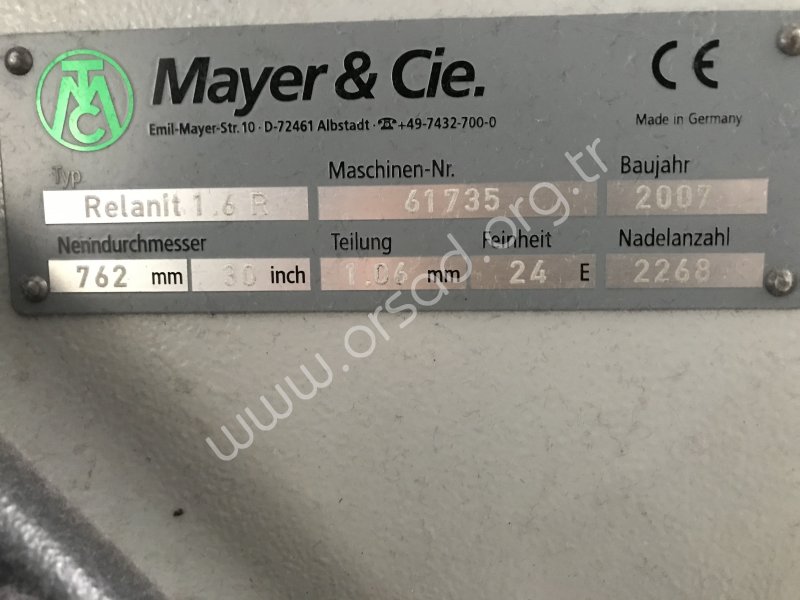 TMC
Mayer & Cie.
CE
Emil-Mayer-Str. 10 · D-72461 Albstadt · ☎+49-7432-700-0
Made in Germany
Typ Maschinen-Nr. Baujahr
Relanit 1.6 R 61735 2007
Nenndurchmesser Teilung Feinheit Nadelanzahl
762 mm 30 inch 1.06 mm 24 E 2268
www.orsad.org.tr